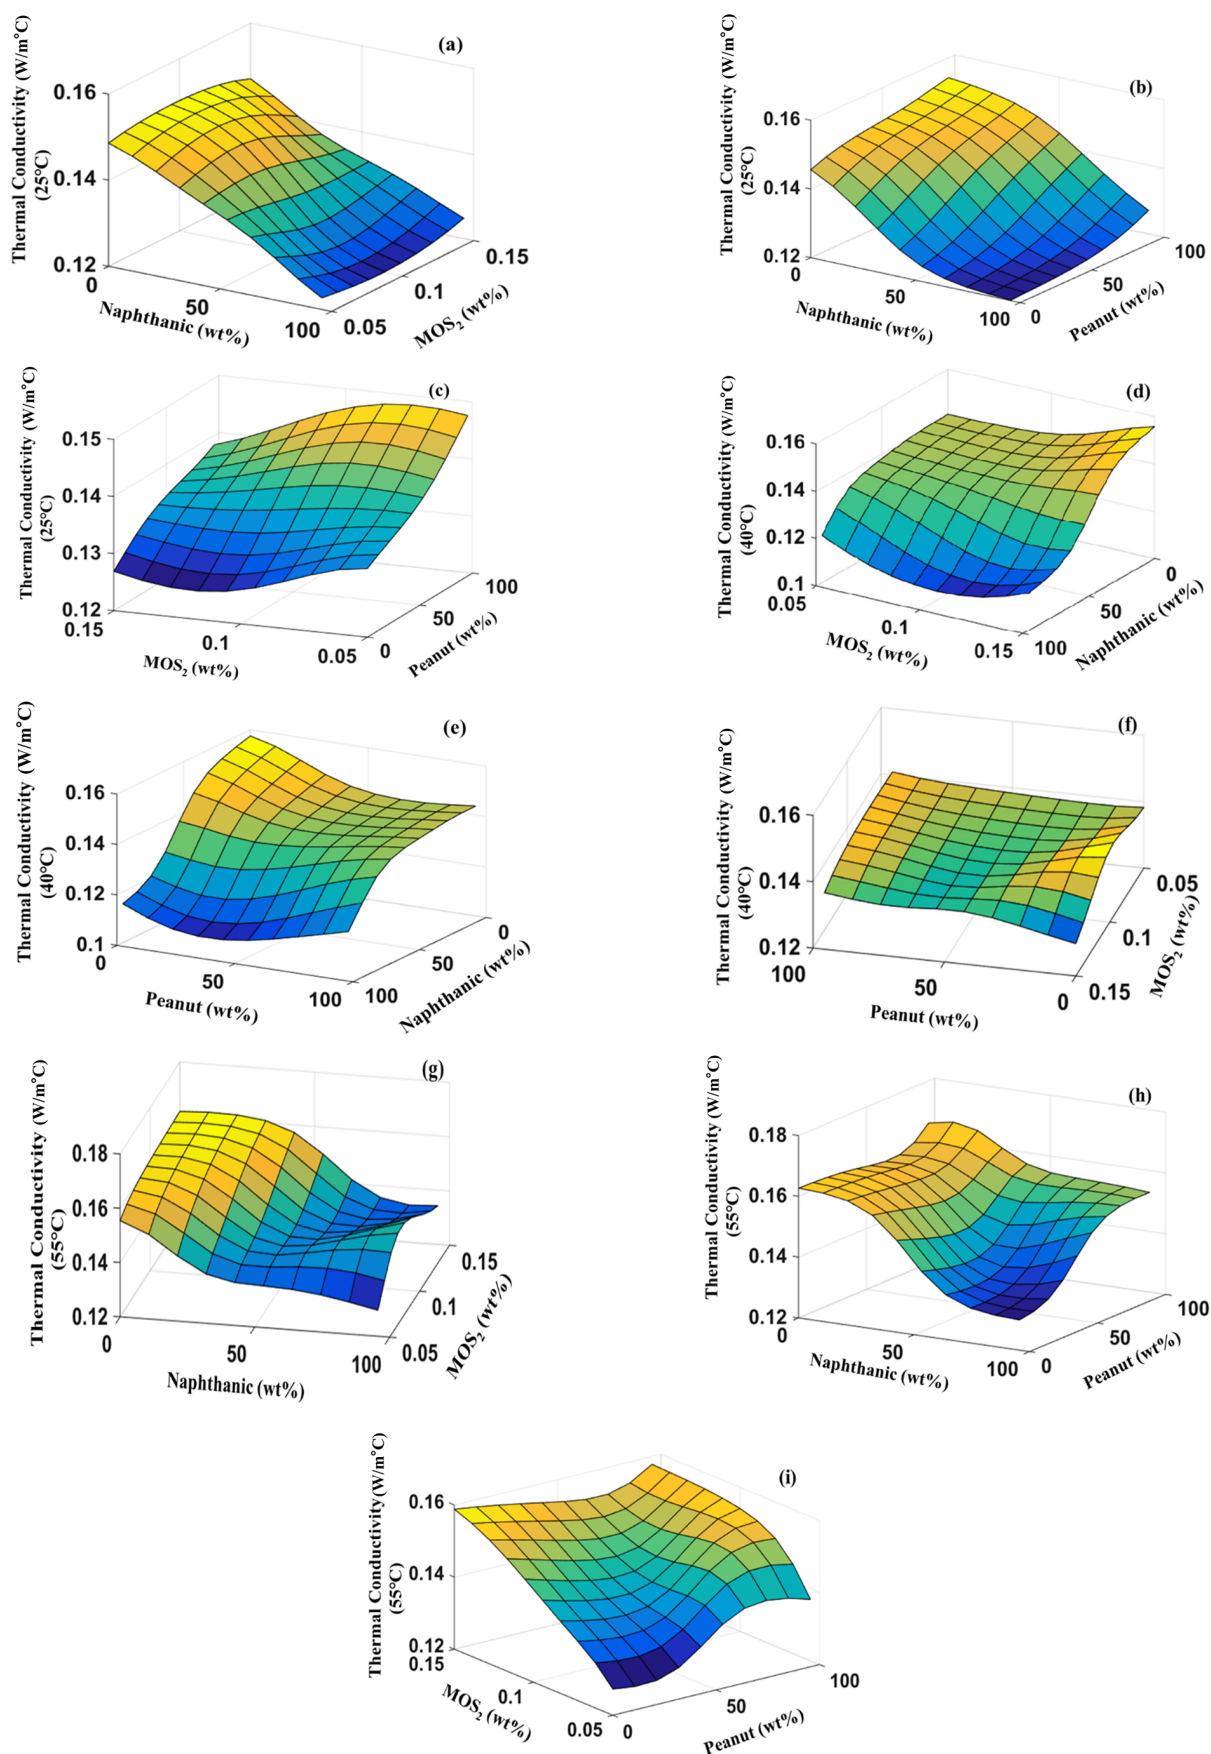 (a)
Thermal Conductivity (W/m°C)
(25°C)
0.16
0.14
0.12
0
50
100
Naphthanic (wt%)
0.05
0.1
0.15
MOS₂ (wt%)
(b)
Thermal Conductivity (W/m°C)
(25°C)
0.16
0.14
0.12
0
50
100
Naphthanic (wt%)
0
50
100
Peanut (wt%)
(c)
Thermal Conductivity (W/m°C)
(25°C)
0.15
0.14
0.13
0.12
0.15
0.1
0.05
MOS₂ (wt%)
0
50
100
Peanut (wt%)
(d)
Thermal Conductivity (W/m°C)
(40°C)
0.16
0.14
0.12
0.1
0.05
0.1
0.15
MOS₂ (wt%)
100
50
0
Naphthanic (wt%)
(e)
Thermal Conductivity (W/m°C)
(40°C)
0.16
0.14
0.12
0.1
0
50
100
Peanut (wt%)
100
50
0
Naphthanic (wt%)
(f)
Thermal Conductivity (W/m°C)
(40°C)
0.16
0.14
0.12
100
50
0
Peanut (wt%)
0.15
0.1
0.05
MOS₂ (wt%)
(g)
Thermal Conductivity (W/m°C)
(55°C)
0.18
0.16
0.14
0.12
0
50
100
Naphthanic (wt%)
0.05
0.1
0.15
MOS₂ (wt%)
(h)
Thermal Conductivity (W/m°C)
(55°C)
0.18
0.16
0.14
0.12
0
50
100
Naphthanic (wt%)
0
50
100
Peanut (wt%)
(i)
Thermal Conductivity (W/m°C)
(55°C)
0.16
0.14
0.12
0.15
0.1
0.05
MOS₂ (wt%)
0
50
100
Peanut (wt%)